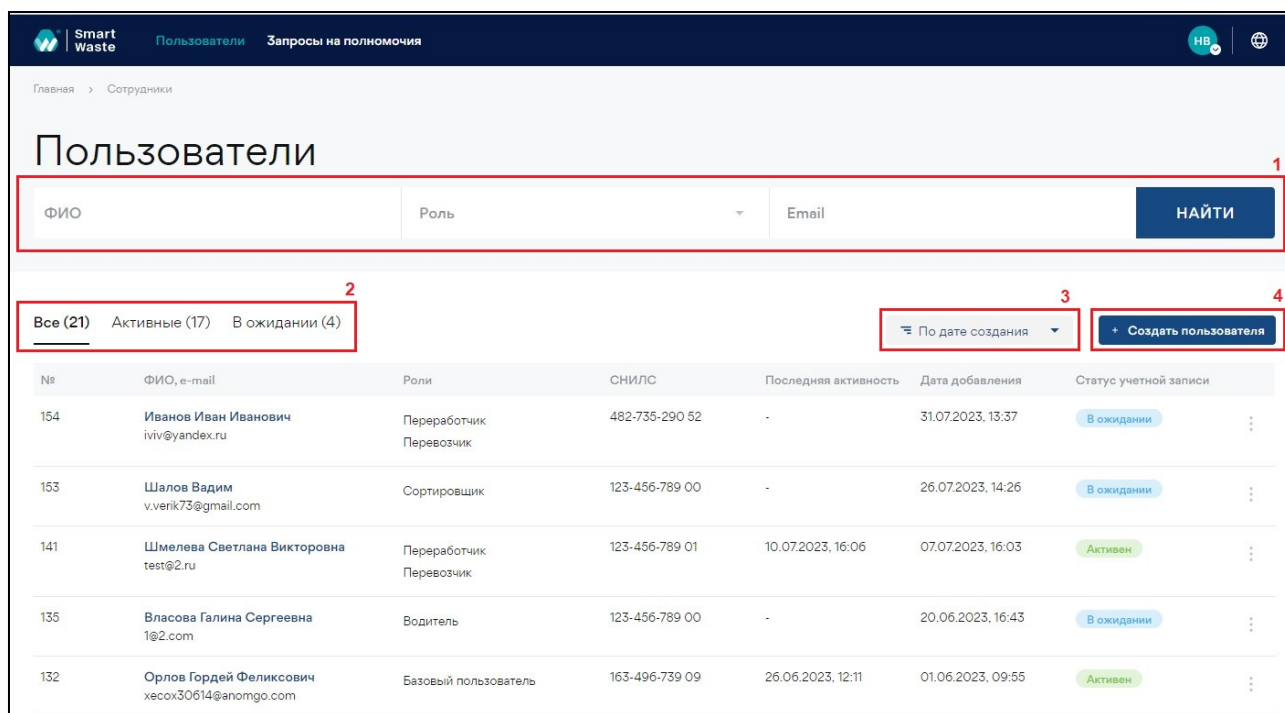 Smart
Waste
Пользователи Запросы на полномочия НВ
Главная > Сотрудники
Пользователи
1
ФИО Роль Email НАЙТИ
2 3 4
Все (21) Активные (17) В ожидании (4) По дате создания + Создать пользователя
№ ФИО, e-mail Роли СНИЛС Последняя активность Дата добавления Статус учетной записи
154 Иванов Иван Иванович Переработчик 482-735-290 52 - 31.07.2023, 13:37 В ожидании
iviv@yandex.ru Перевозчик
153 Шалов Вадим Сортировщик 123-456-789 00 - 26.07.2023, 14:26 В ожидании
v.verik73@gmail.com
141 Шмелева Светлана Викторовна Переработчик 123-456-789 01 10.07.2023, 16:06 07.07.2023, 16:03 Активен
test@2.ru Перевозчик
135 Власова Галина Сергеевна Водитель 123-456-789 00 - 20.06.2023, 16:43 В ожидании
1@2.com
132 Орлов Гордей Феликсович Базовый пользователь 163-496-739 09 26.06.2023, 12:11 01.06.2023, 09:55 Активен
xecox30614@anomgo.com